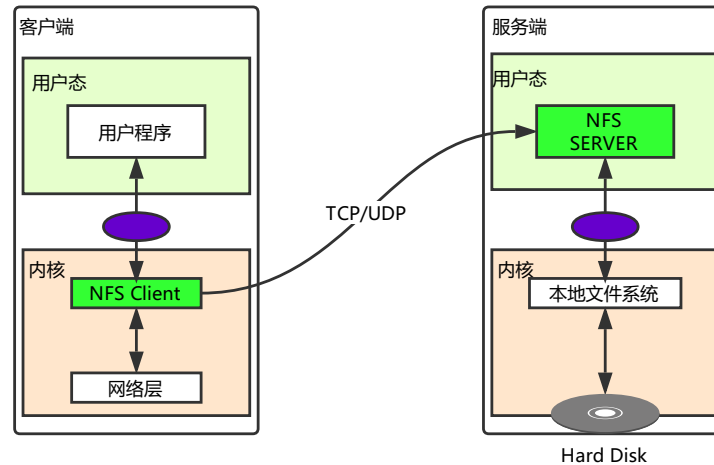 客户端
用户态
用户程序
内核
NFS Client
网络层
TCP/UDP
服务端
用户态
NFS
SERVER
内核
本地文件系统
Hard Disk